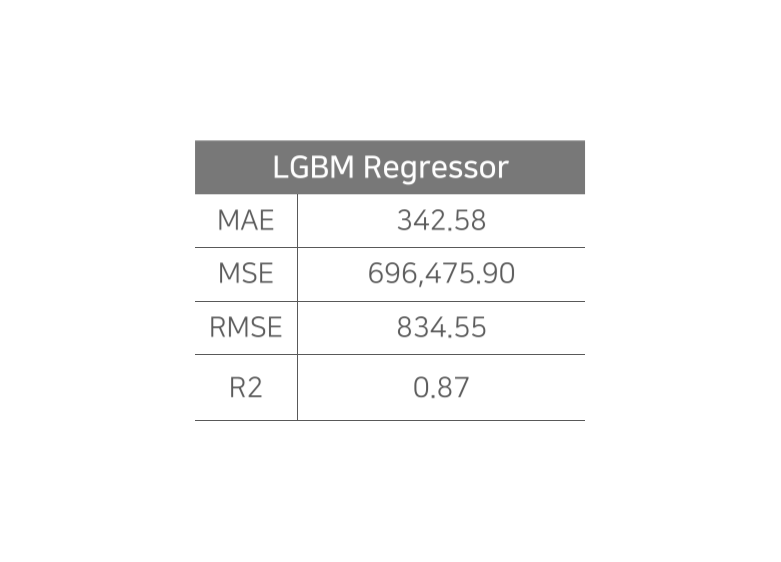 LGBM Regressor
MAE 342.58
MSE 696,475.90
RMSE 834.55
R2 0.87